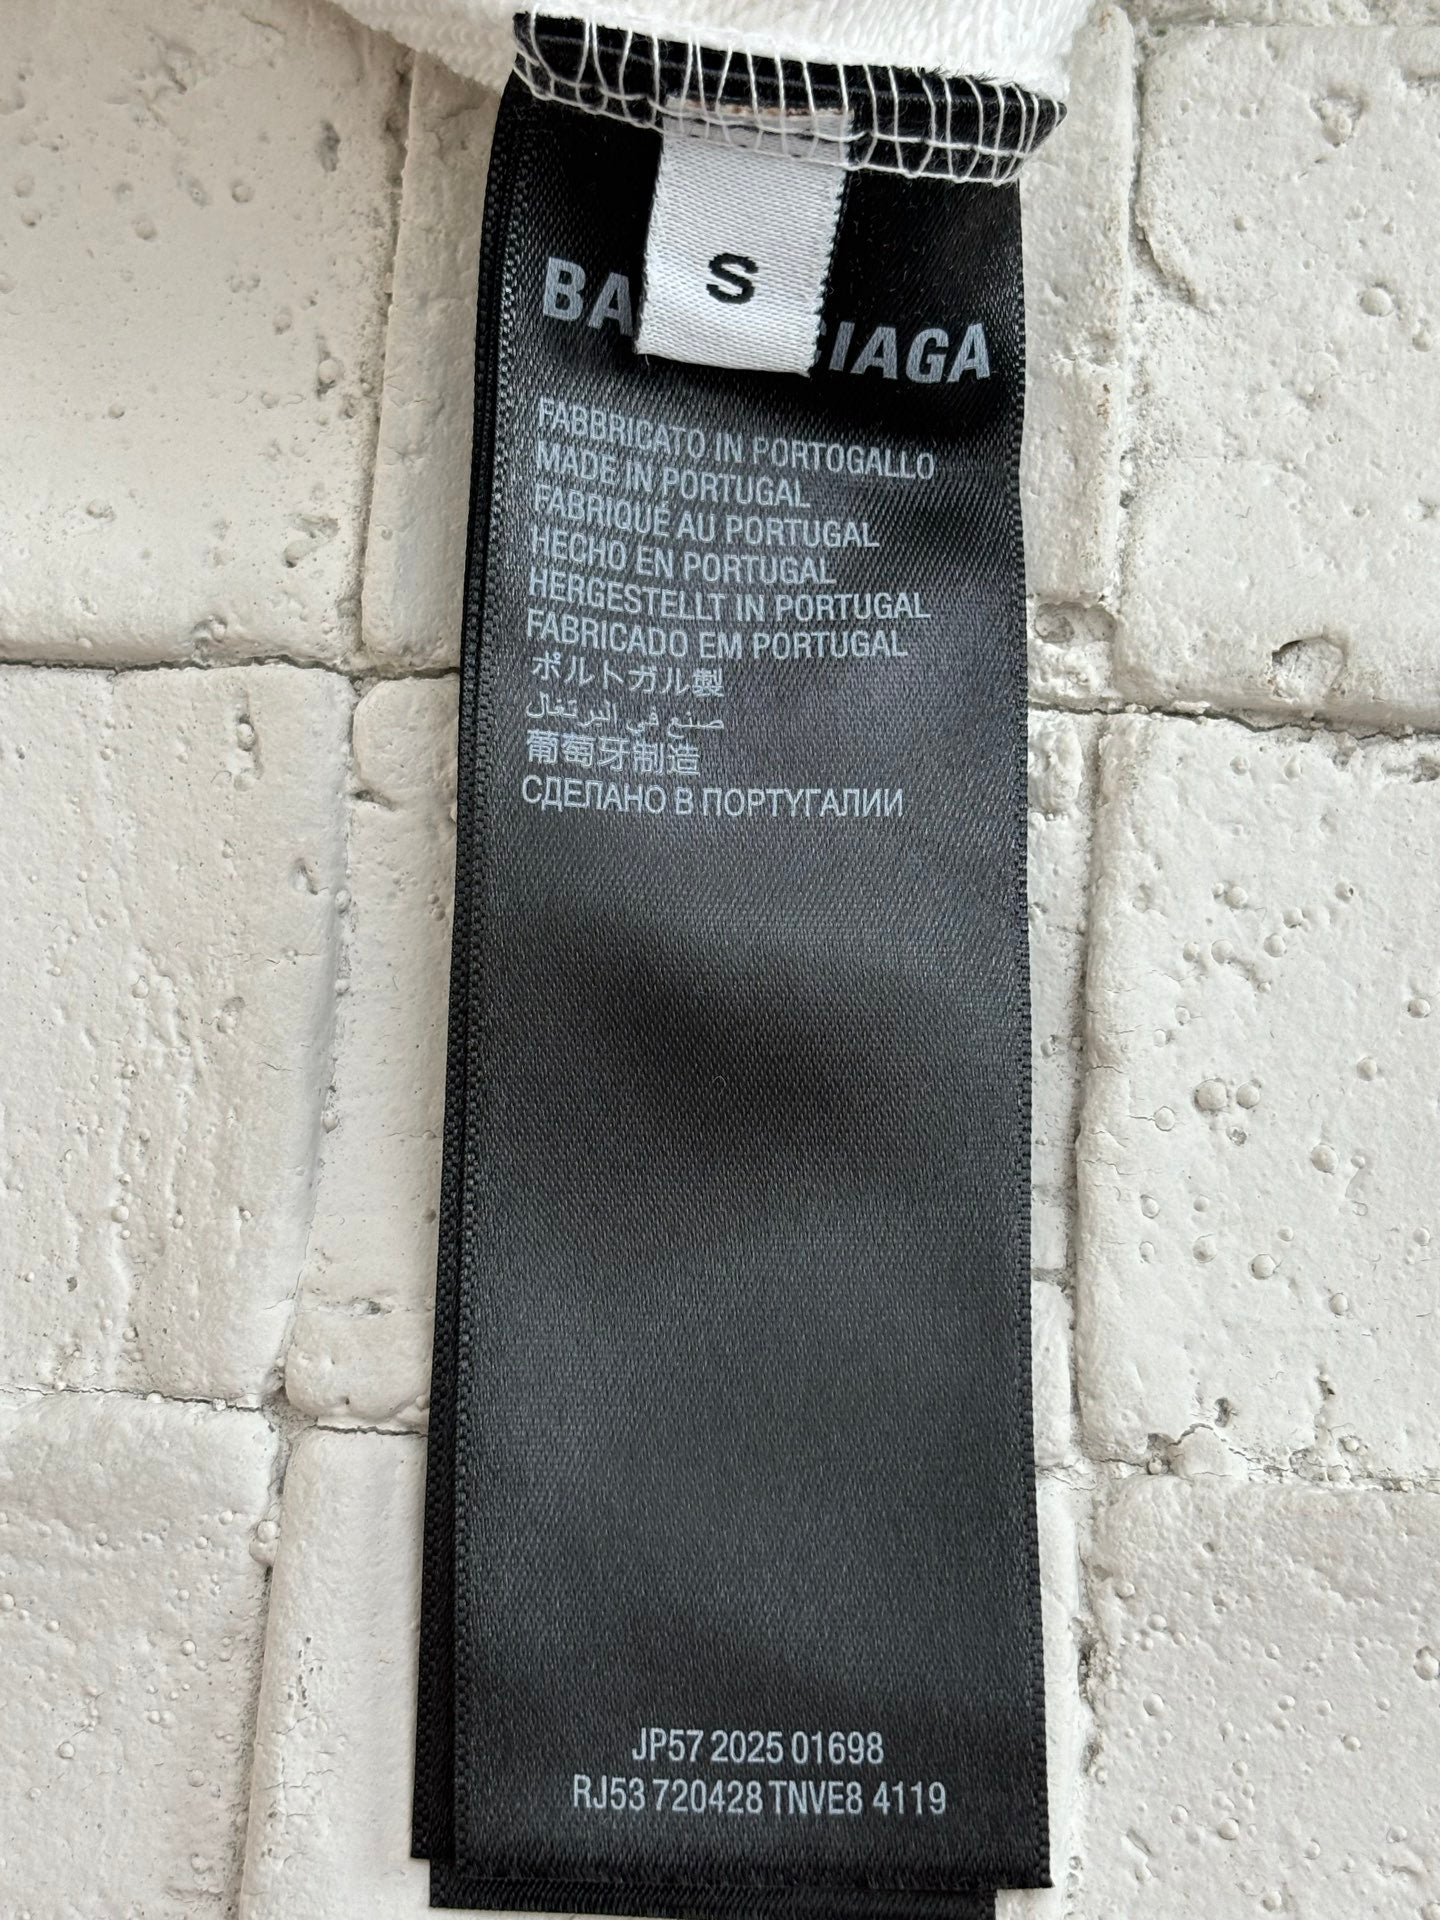 S
FABBRICATO IN PORTOGALLO
MADE IN PORTUGAL
FABRIQUÉ AU PORTUGAL
HECHO EN PORTUGAL
HERGESTELLT IN PORTUGAL
FABRICADO EM PORTUGAL
ポルトガル製
صنع في البرتغال
葡萄牙制造
СДЕЛАНО В ПОРТУГАЛИИ
JP57 2025 01698
RJ53 720428 TNVE8 4119